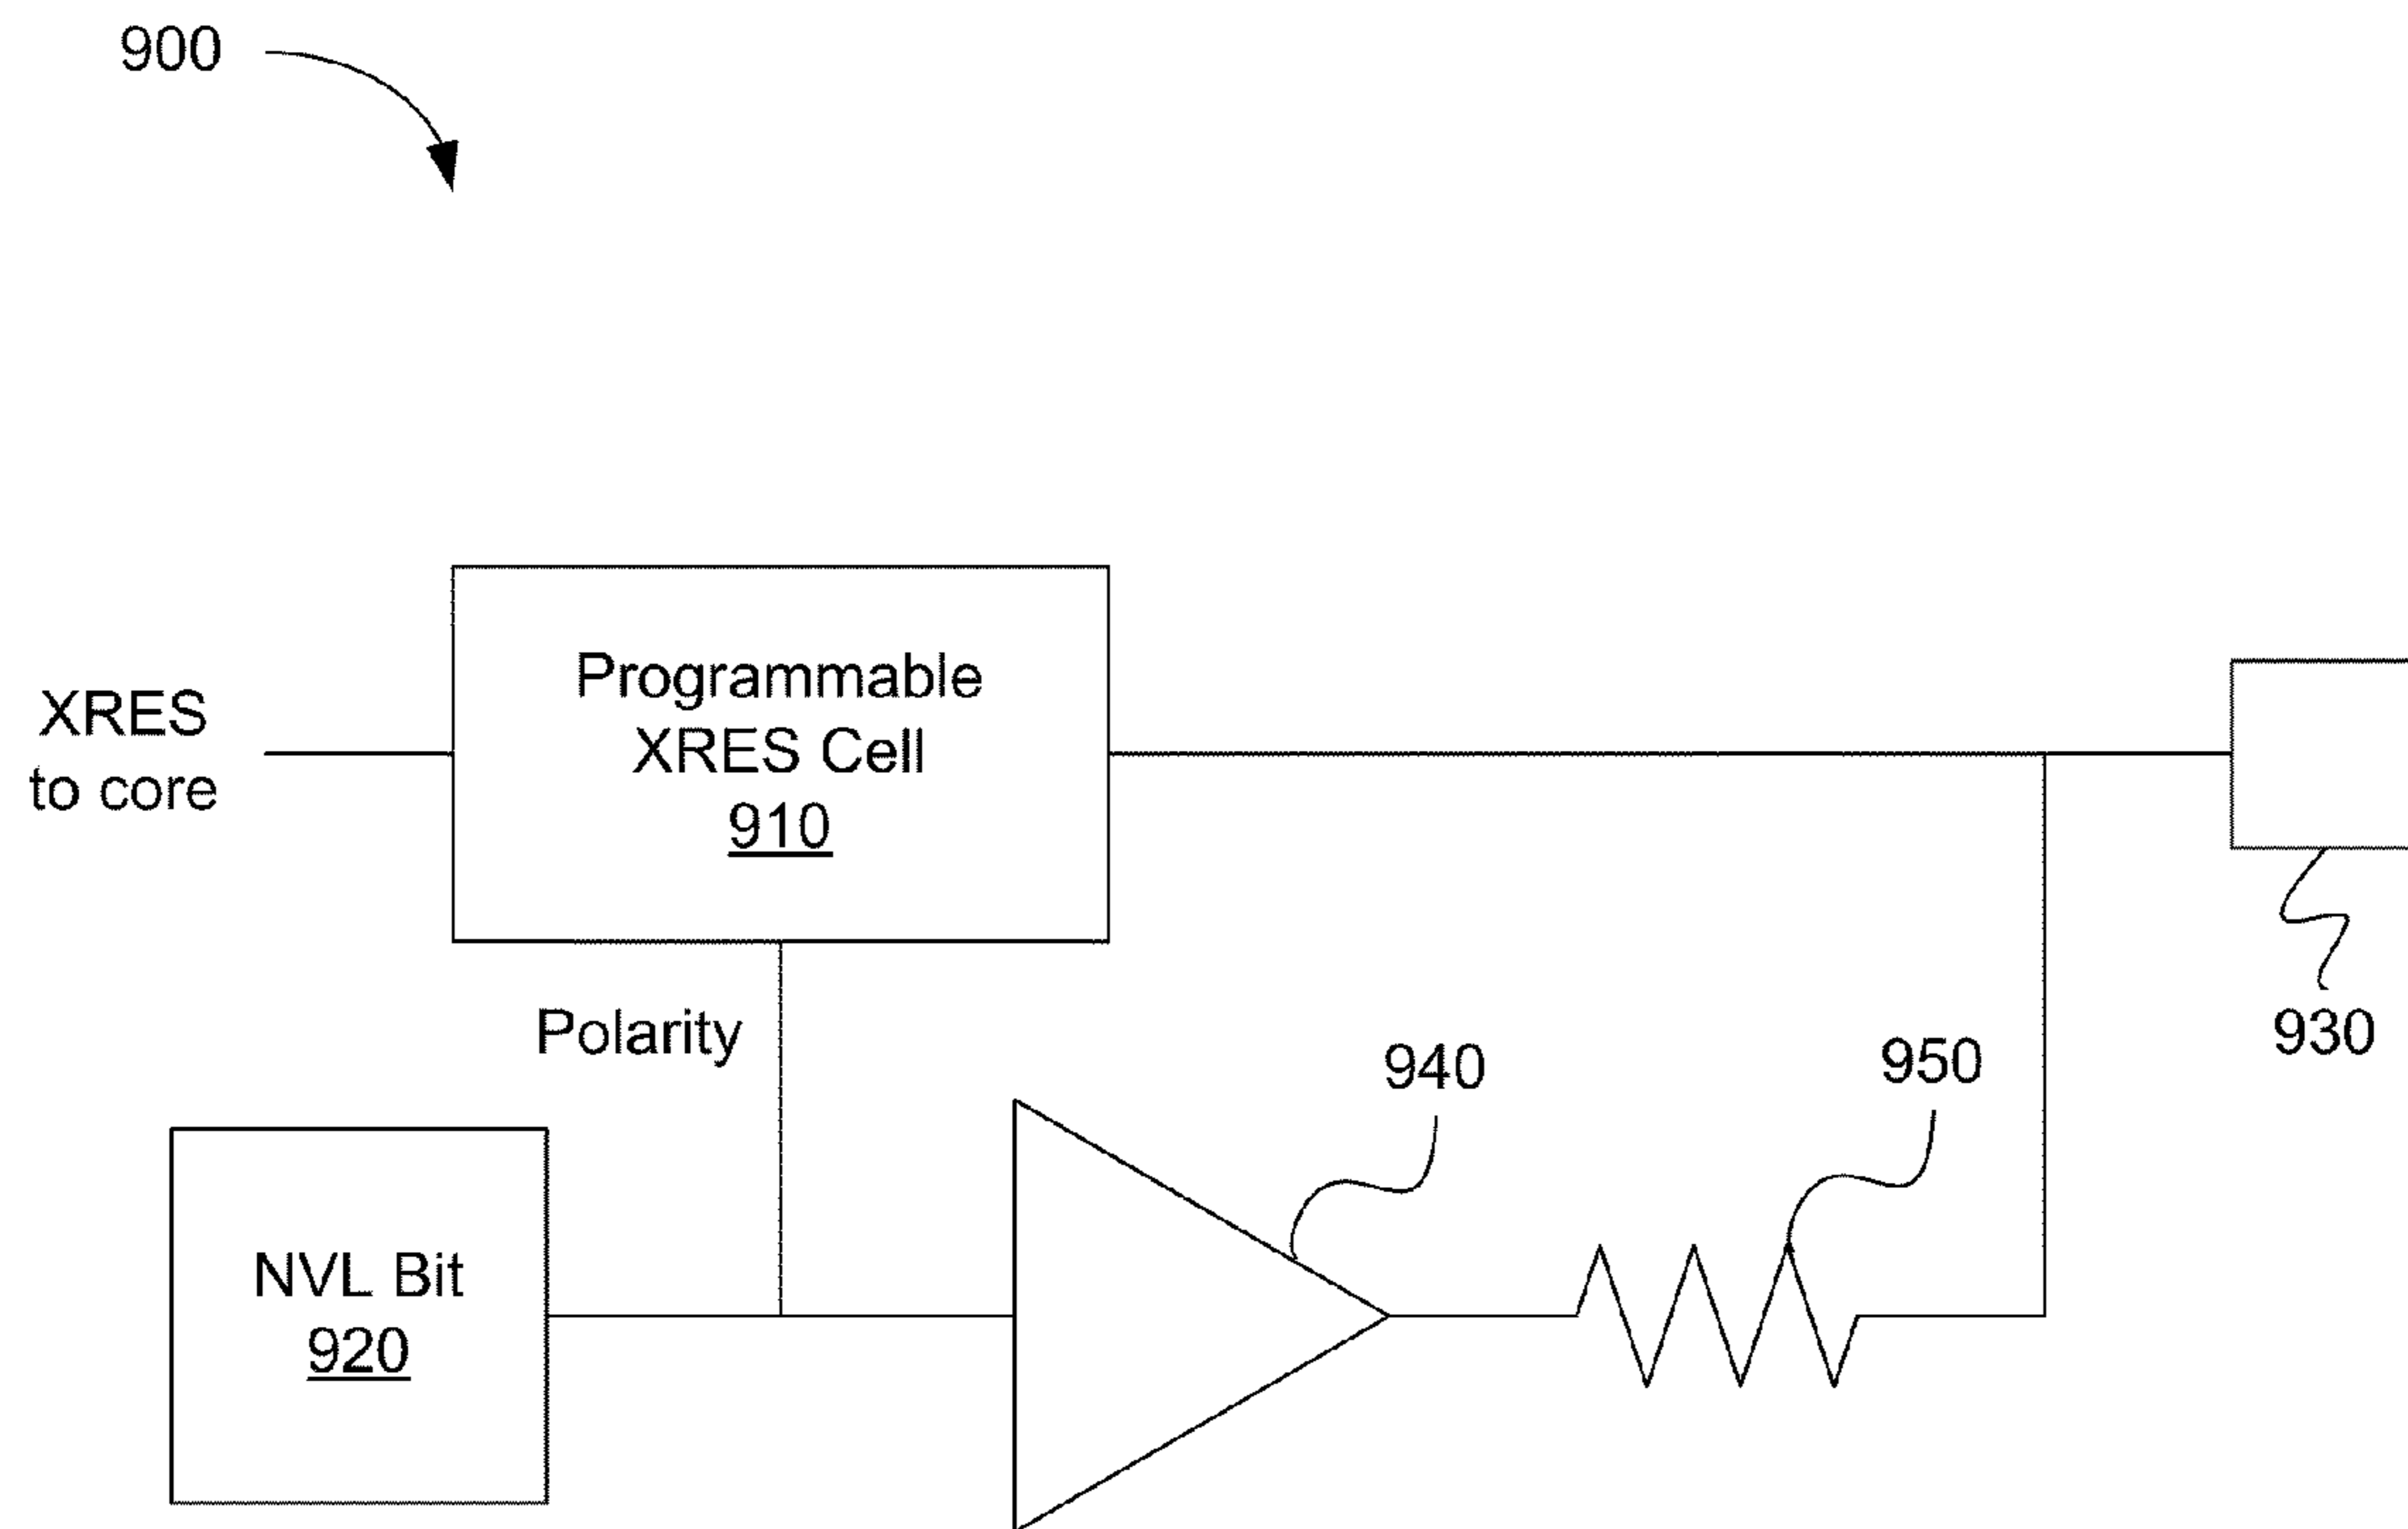 900
Programmable
XRES Cell
910
XRES
to core
930
Polarity
940
950
NVL Bit
920